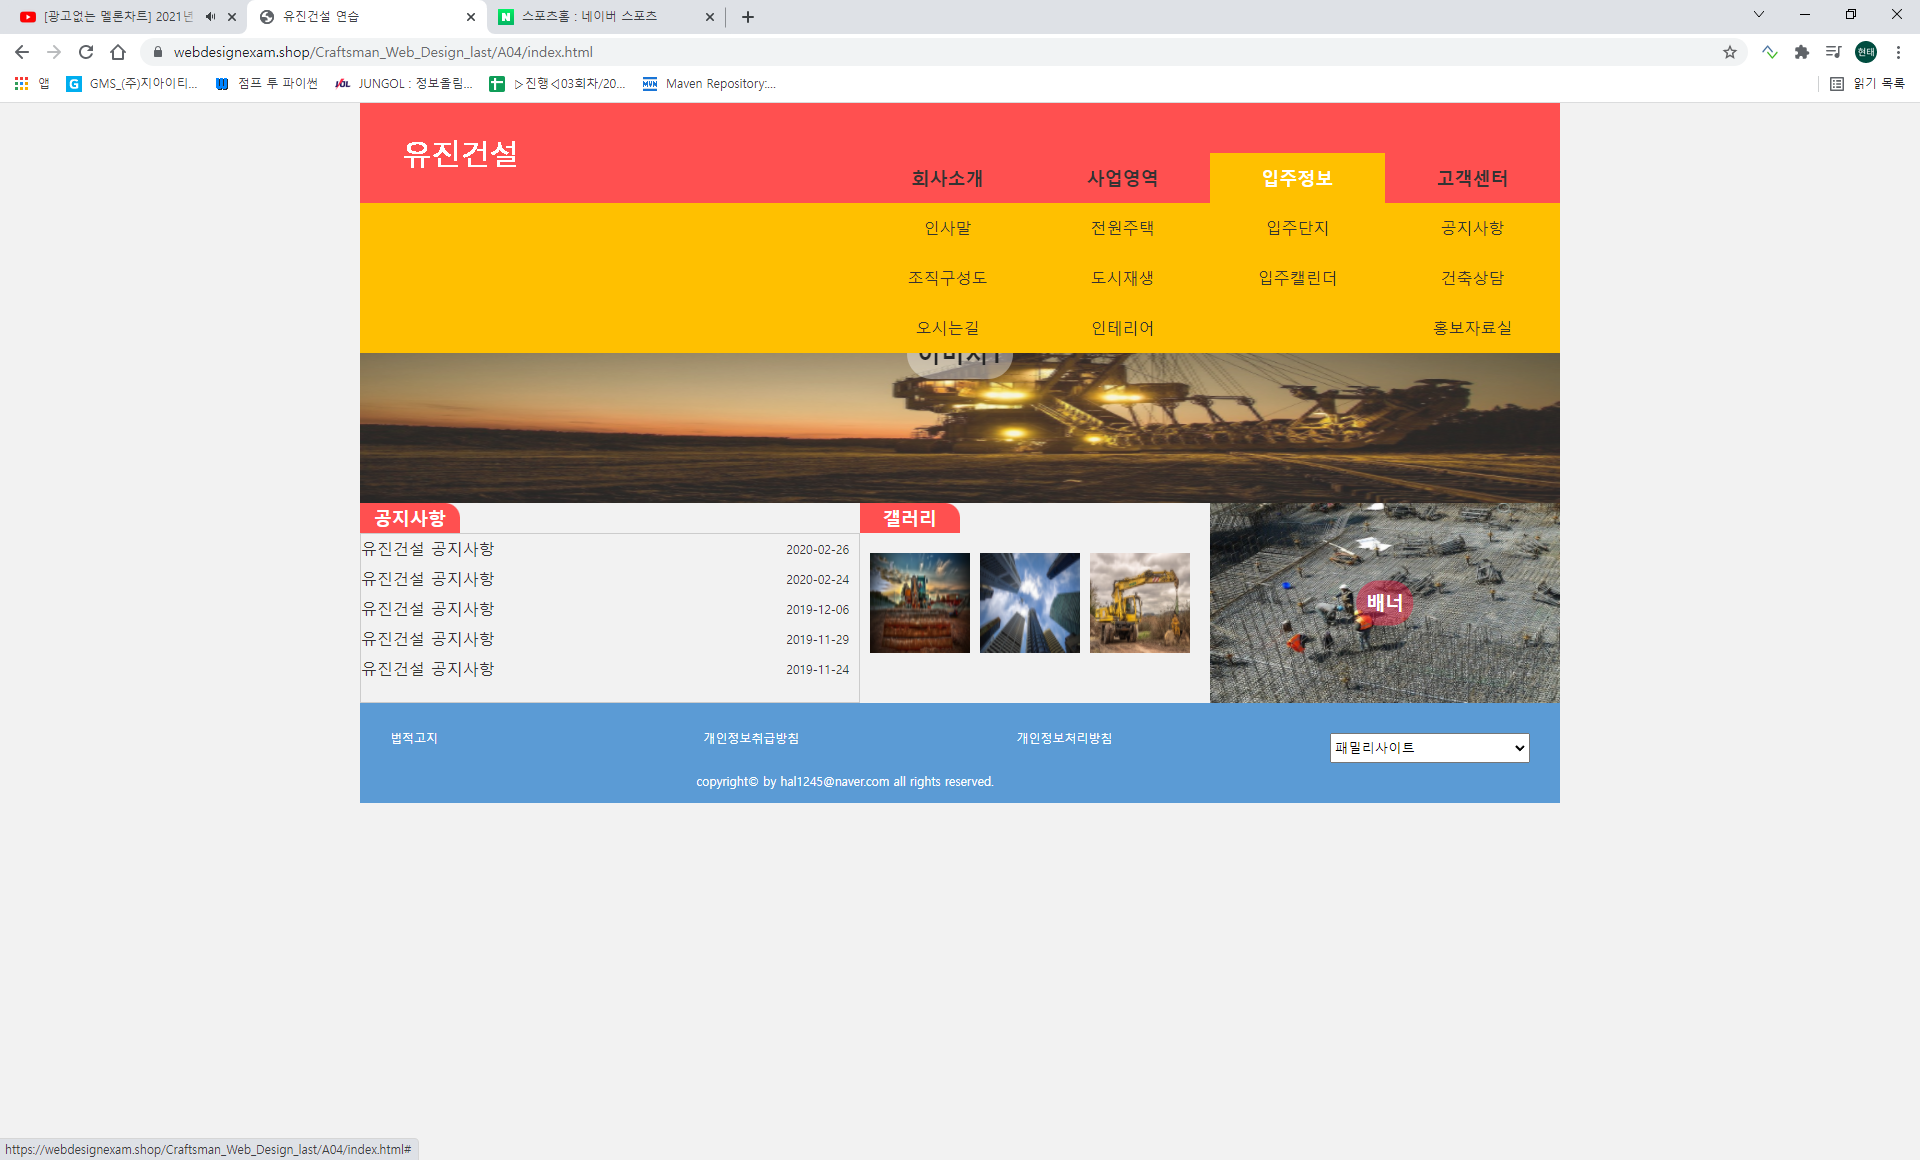 [광고없는 멜론차트] 2021년
유진건설 연습
스포츠홈 : 네이버 스포츠
webdesignexam.shop/Craftsman_Web_Design_last/A04/index.html
현태
앱
GMS_(주)지아이티...
점프 투 파이썬
JUNGOL : 정보올림...
▷진행◁03회차/20...
Maven Repository:...
읽기 목록
유진건설
회사소개 사업영역 입주정보 고객센터
인사말 전원주택 입주단지 공지사항
조직구성도 도시재생 입주캘린더 건축상담
오시는길 인테리어 홍보자료실
이미지1
공지사항
유진건설 공지사항 2020-02-26
유진건설 공지사항 2020-02-24
유진건설 공지사항 2019-12-06
유진건설 공지사항 2019-11-29
유진건설 공지사항 2019-11-24
갤러리
배너
법적고지 개인정보취급방침 개인정보처리방침 패밀리사이트
copyright© by hal1245@naver.com all rights reserved.
https://webdesignexam.shop/Craftsman_Web_Design_last/A04/index.html#